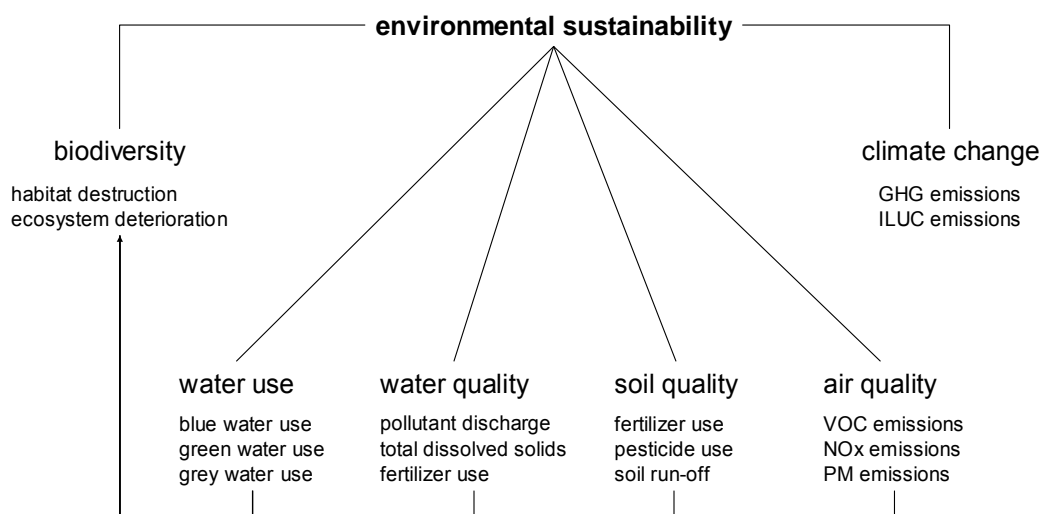 environmental sustainability
biodiversity
habitat destruction
ecosystem deterioration
climate change
GHG emissions
ILUC emissions
water use
blue water use
green water use
grey water use
water quality
pollutant discharge
total dissolved solids
fertilizer use
soil quality
fertilizer use
pesticide use
soil run-off
air quality
VOC emissions
NOx emissions
PM emissions